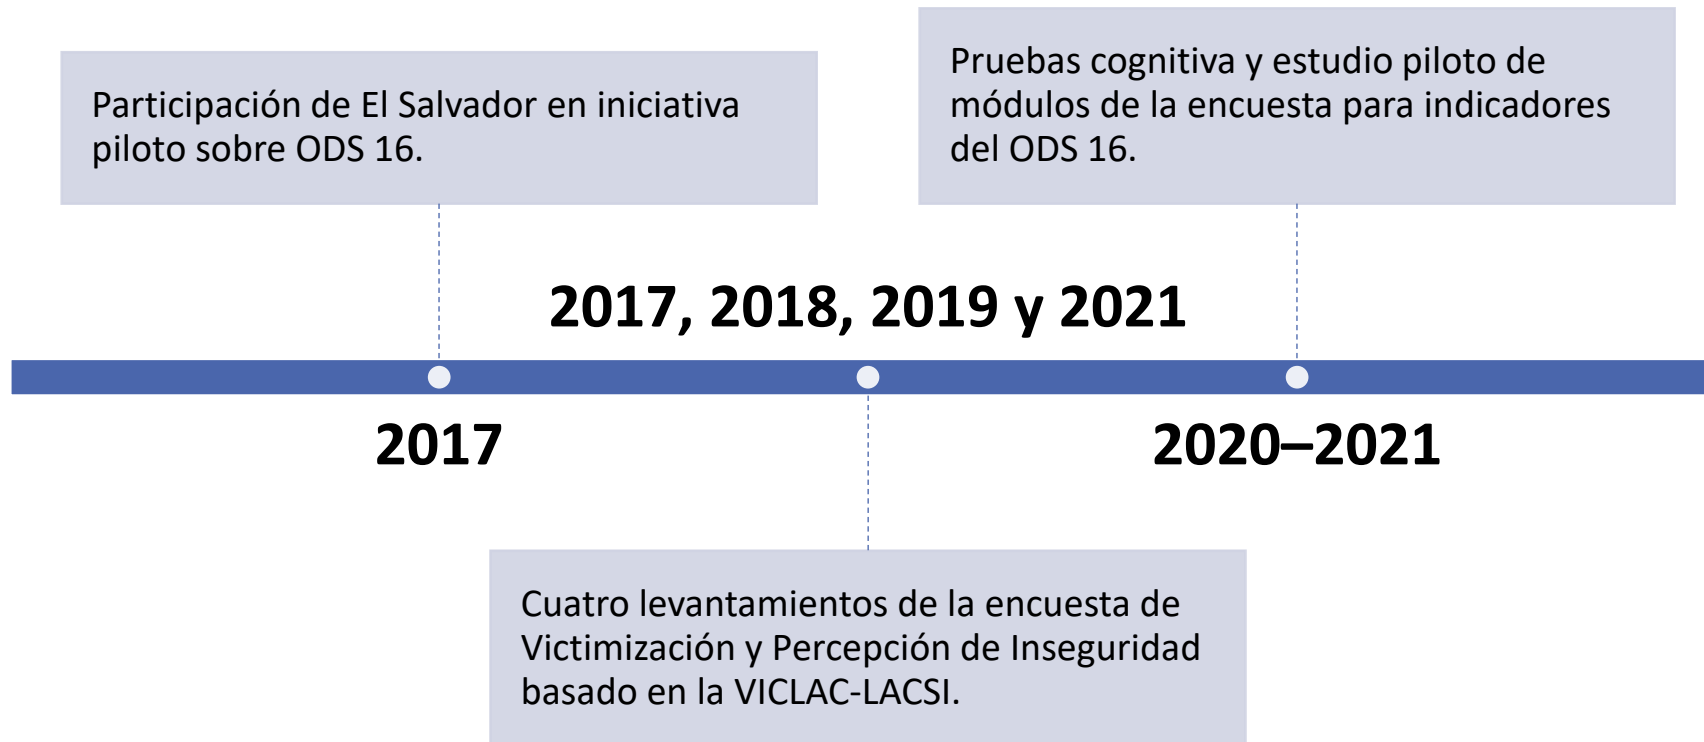 Participación de El Salvador en iniciativa
piloto sobre ODS 16.
Pruebas cognitiva y estudio piloto de
módulos de la encuesta para indicadores
del ODS 16.
2017, 2018, 2019 y 2021
2017
2020–2021
Cuatro levantamientos de la encuesta de
Victimización y Percepción de Inseguridad
basado en la VICLAC-LACSI.